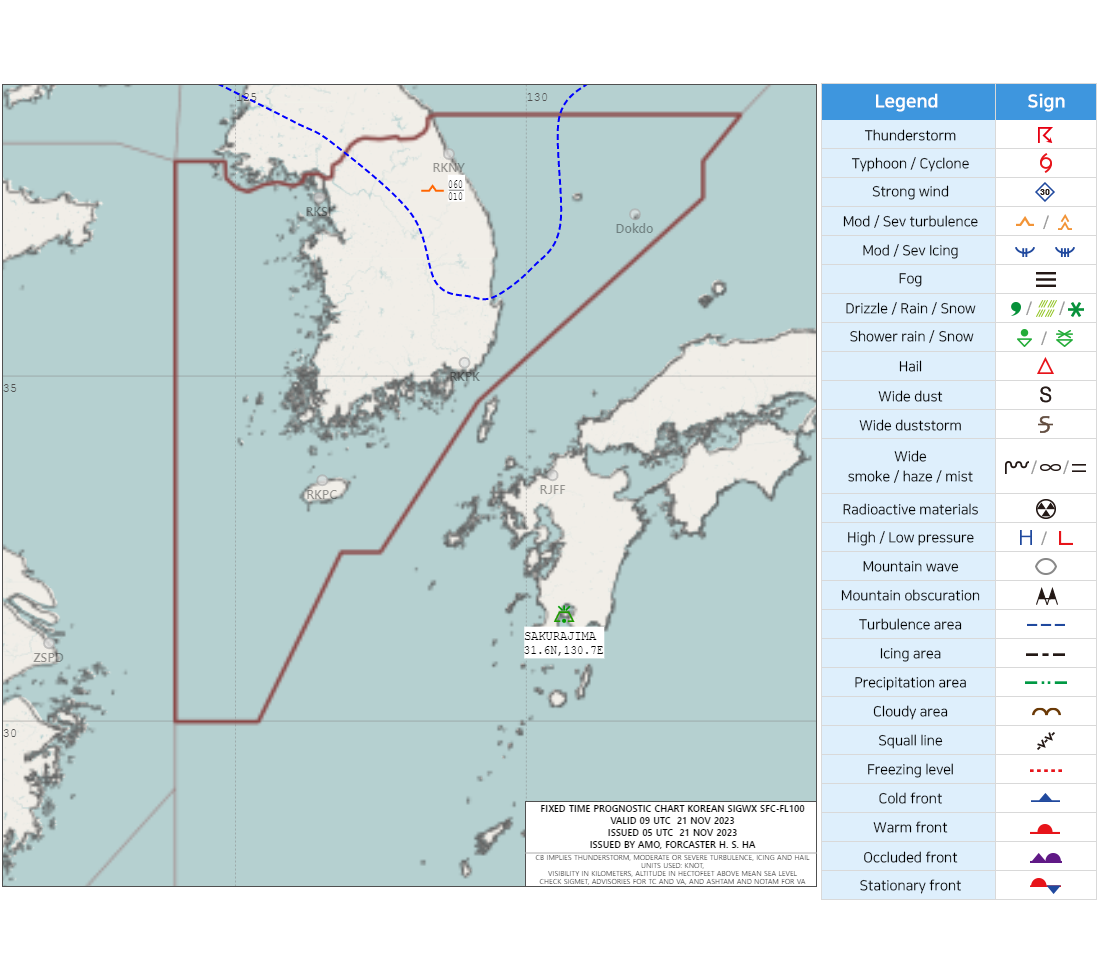 125
130
RKNY
060
010
RKSI
Dokdo
35
RKPK
RKPC
RJFF
SAKURAJIMA
31.6N,130.7E
ZSPD
30
FIXED TIME PROGNOSTIC CHART KOREAN SIGWX SFC-FL100
VALID 09 UTC 21 NOV 2023
ISSUED 05 UTC 21 NOV 2023
ISSUED BY AMO, FORCASTER H. S. HA
CB IMPLIES THUNDERSTORM, MODERATE OR SEVERE TURBULENCE, ICING AND HAIL
UNITS USED: KNOT,
VISIBILITY IN KILOMETERS, ALTITUDE IN HECTOFEET ABOVE MEAN SEA LEVEL
CHECK SIGMET, ADVISORIES FOR TC AND VA, AND ASHTAM AND NOTAM FOR VA
Legend Sign
Thunderstorm
Typhoon / Cyclone
Strong wind 30
Mod / Sev turbulence /
Mod / Sev Icing
Fog
Drizzle / Rain / Snow / /
Shower rain / Snow /
Hail
Wide dust S
Wide duststorm S
Wide
smoke / haze / mist / /
Radioactive materials
High / Low pressure H / L
Mountain wave
Mountain obscuration
Turbulence area
Icing area
Precipitation area
Cloudy area
Squall line
Freezing level
Cold front
Warm front
Occluded front
Stationary front